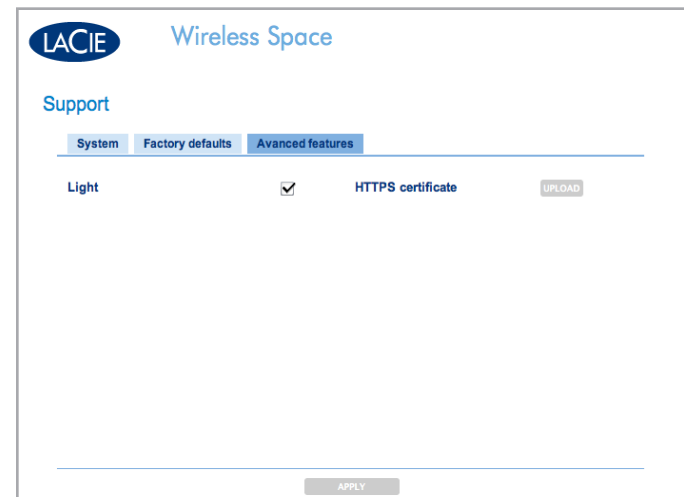 LACIE
Wireless Space
Support
System Factory defaults Avanced features
Light HTTPS certificate UPLOAD
APPLY